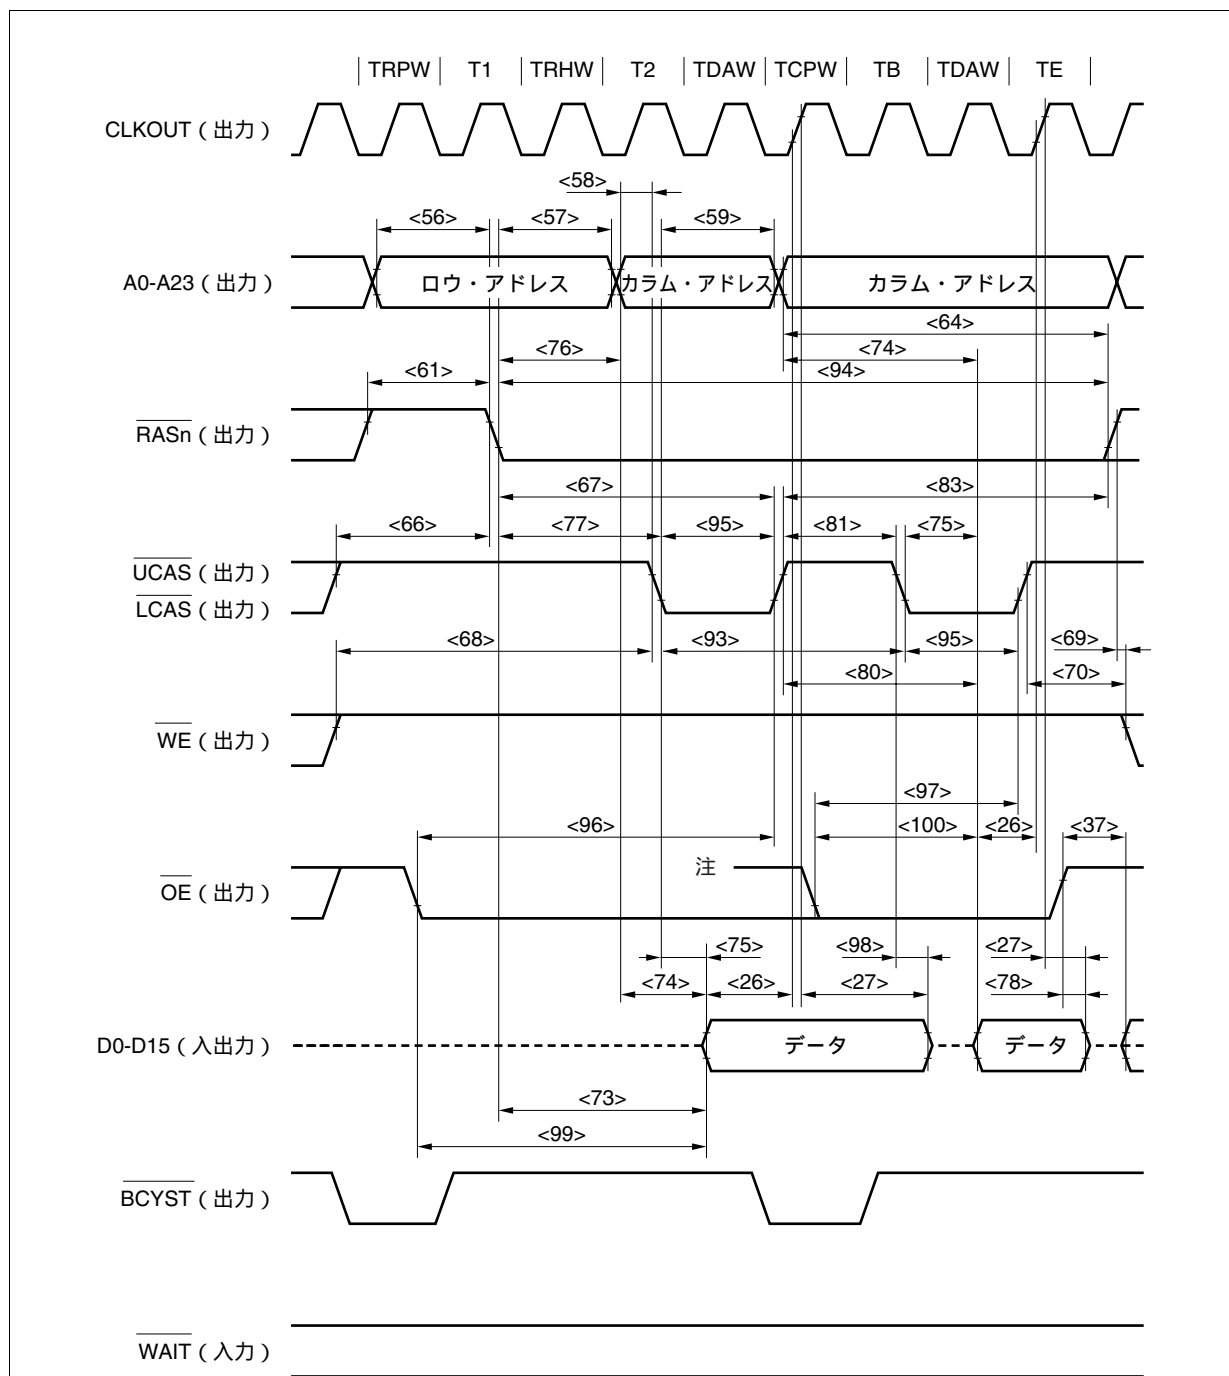 TRPW T1 TRHW T2 TDAW TCPW TB TDAW TE
CLKOUT（出力）
<58>
<56> <57> <59>
A0-A23（出力） ロウ・アドレス カラム・アドレス カラム・アドレス
<64>
<76> <74>
<61> <94>
RASn（出力）
<67> <83>
<66> <77> <95> <81> <75>
UCAS（出力）
LCAS（出力）
<68> <93> <95> <69>
<80> <70>
WE（出力）
<97>
<96> <100> <26> <37>
注
OE（出力）
<75> <98> <27>
<74> <26> <27> <78>
D0-D15（入出力） データ データ
<73>
<99>
BCYST（出力）
WAIT（入力）